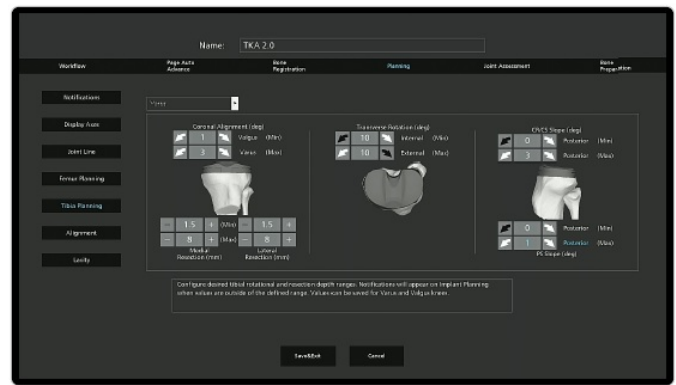 Name: TKA 2.0
Workflow
Page Auto
Advance
Bone
Registration
Planning
Joint Assessment
Bone
Preparation
Notifications
Display Axes
Joint Line
Femur Planning
Tibia Planning
Alignment
Laxity
Varus
Coronal Alignment (deg)
1 Valgus (Min)
3 Varus (Max)
- 1.5 + (Min) - 1.5 +
- 8 + (Max) - 8 +
Medial
Resection (mm)
Lateral
Resection (mm)
Transverse Rotation (deg)
10 Internal (Min)
10 External (Max)
CR/CS Slope (deg)
0 Posterior (Min)
3 Posterior (Max)
0 Posterior (Min)
1 Posterior (Max)
PS Slope (deg)
Configure desired tibial rotational and resection depth ranges. Notifications will appear on Implant Planning
when values are outside of the defined range. Values can be saved for Varus and Valgus knees.
Save&Exit
Cancel